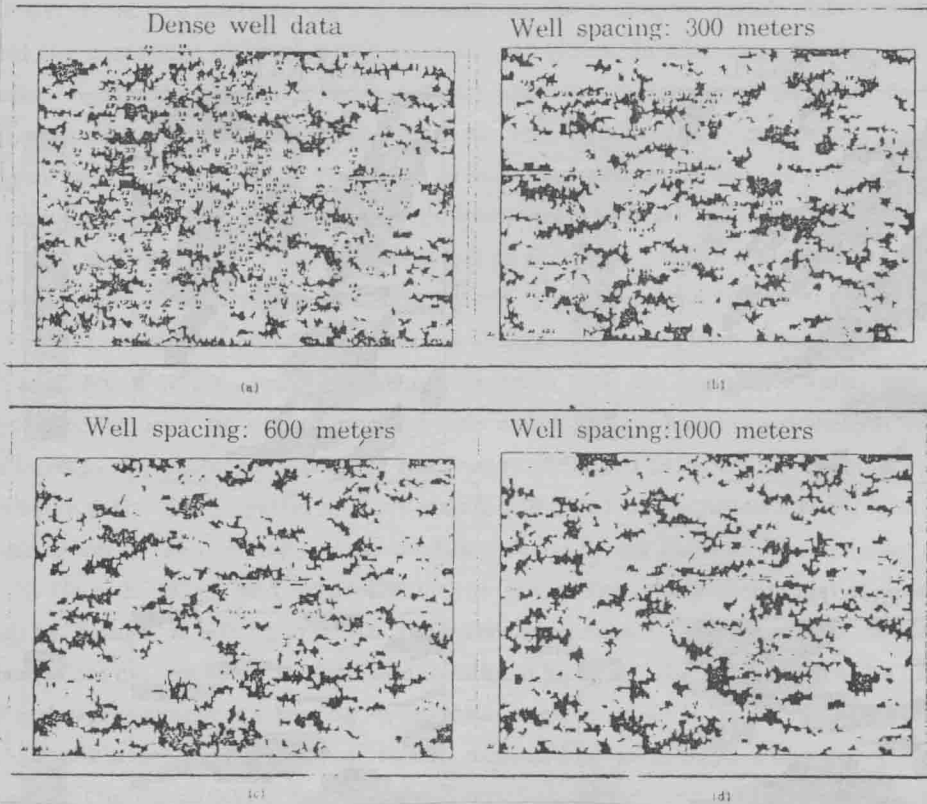 Dense well data
Well spacing: 300 meters
(a)
(b)
Well spacing: 600 meters
Well spacing:1000 meters
(c)
(d)